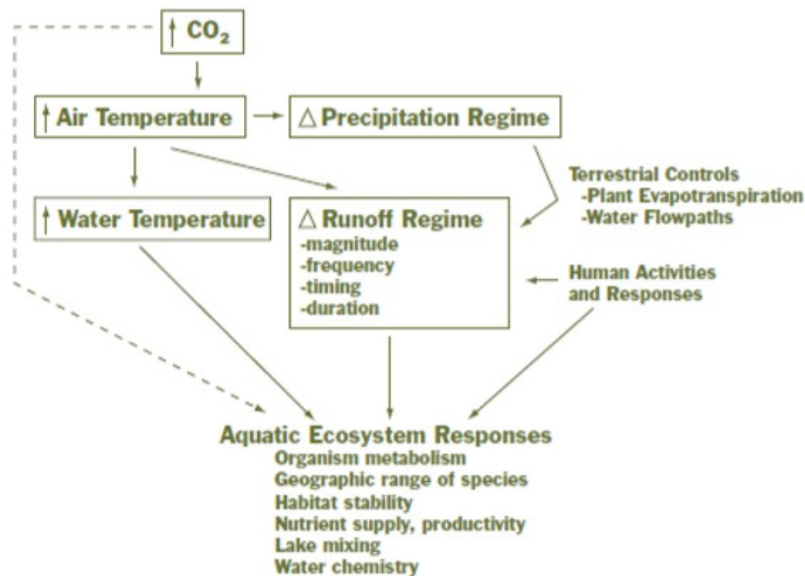 ↑ CO₂
↑ Air Temperature
△ Precipitation Regime
Terrestrial Controls
-Plant Evapotranspiration
-Water Flowpaths
↑ Water Temperature
△ Runoff Regime
-magnitude
-frequency
-timing
-duration
Human Activities
and Responses
Aquatic Ecosystem Responses
Organism metabolism
Geographic range of species
Habitat stability
Nutrient supply, productivity
Lake mixing
Water chemistry